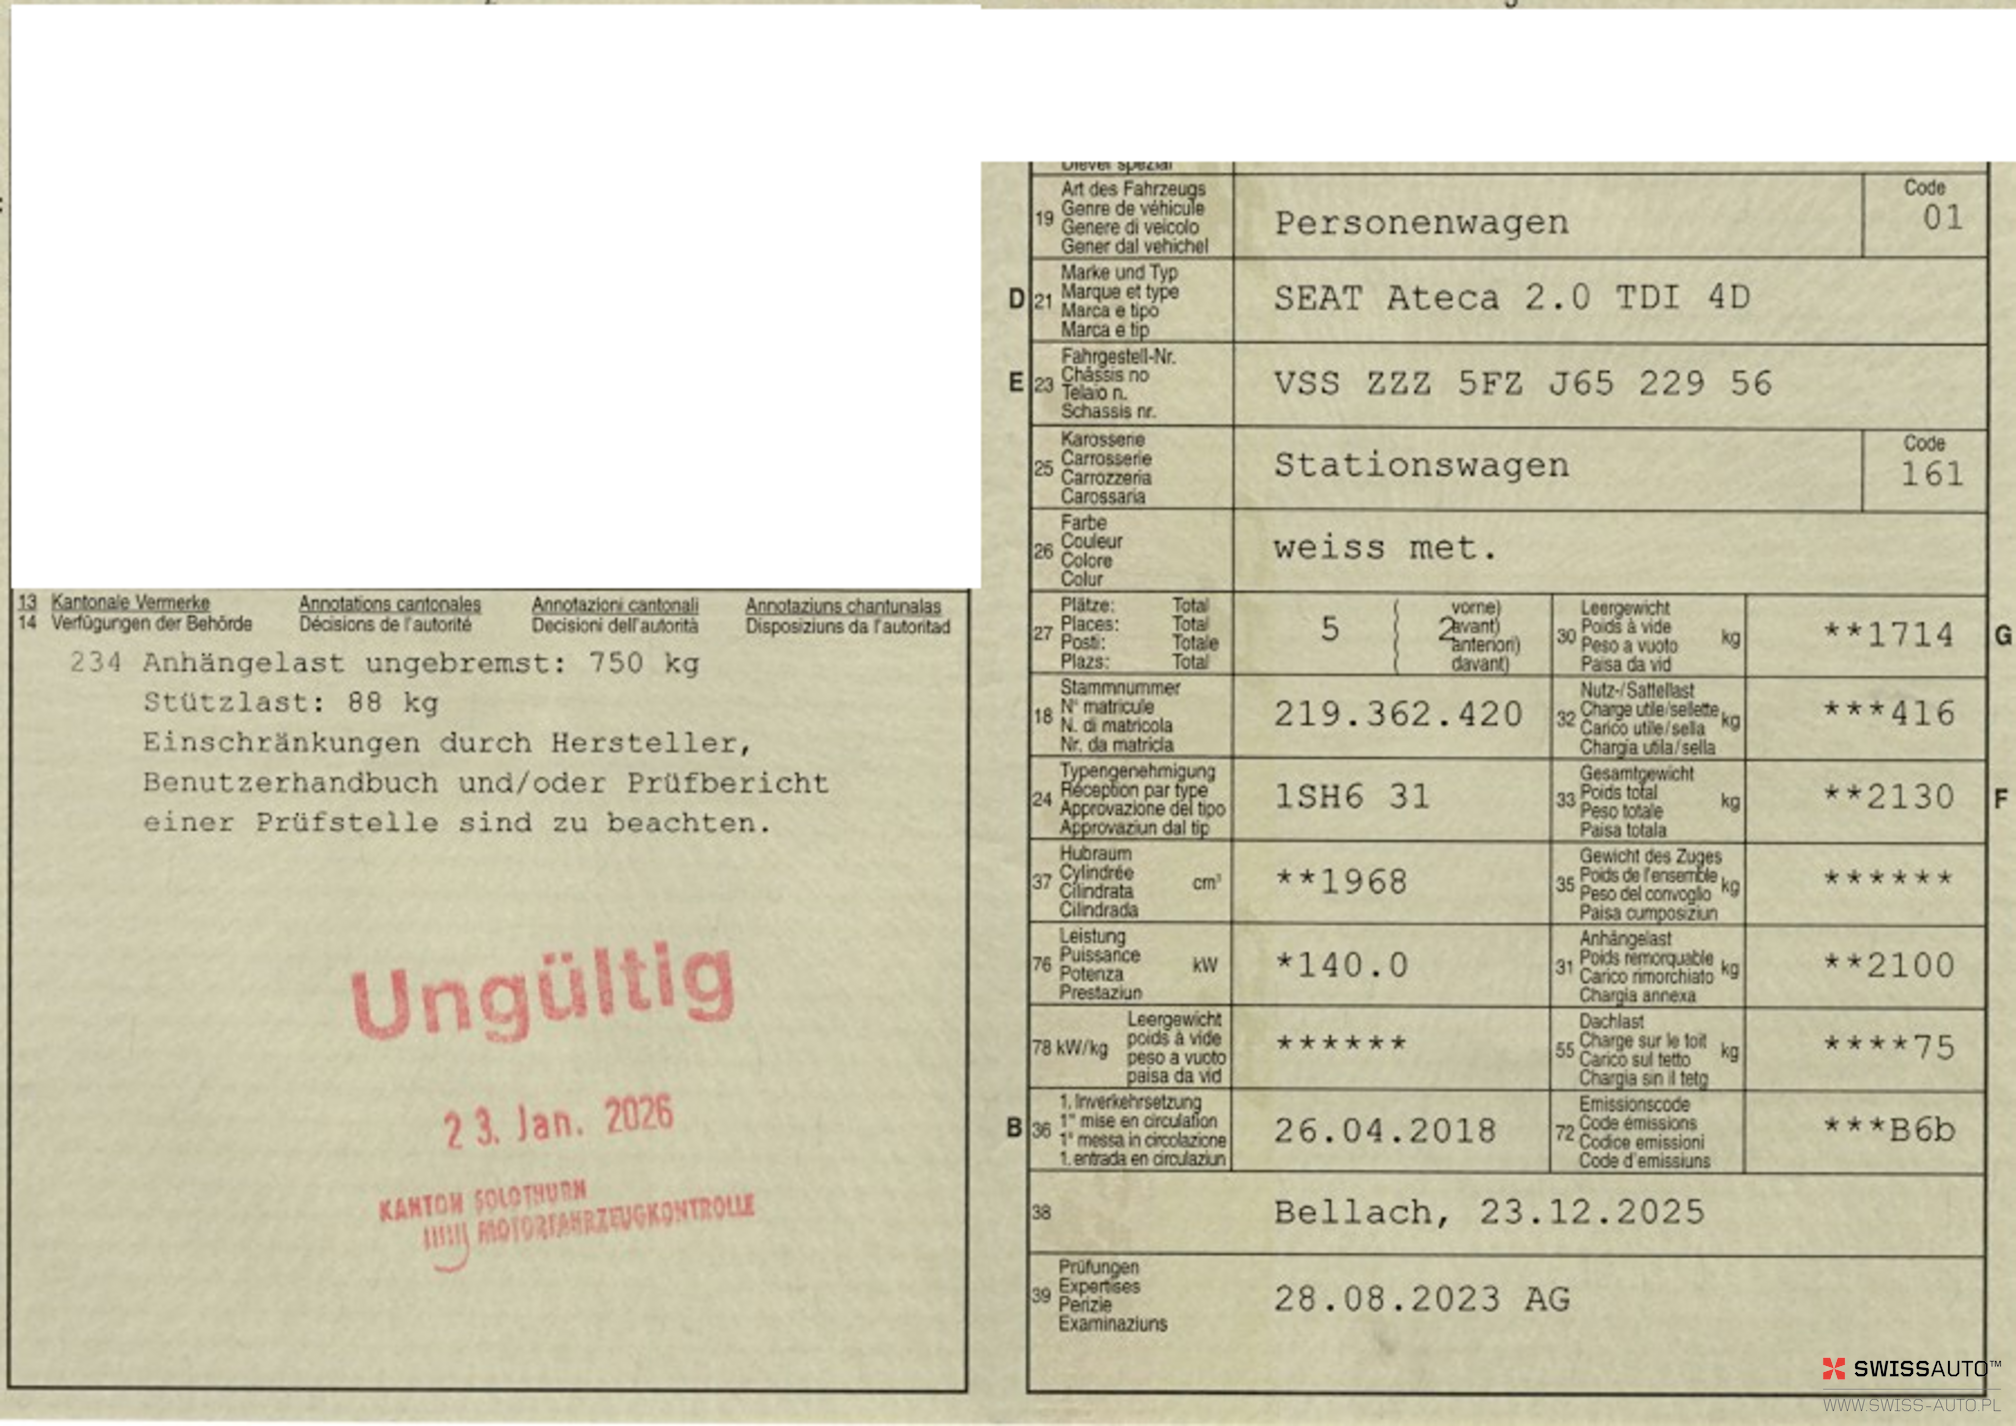 13 Kantonale Vermerke Annotations cantonales Annotazioni cantonali Annotaziuns chantunalas
14 Verfügungen der Behörde Décisions de l'autorité Decisioni dell'autorità Disposiziuns da l'autoritad
234 Anhängelast ungebremst: 750 kg
Stützlast: 88 kg
Einschränkungen durch Hersteller,
Benutzerhandbuch und/oder Prüfbericht
einer Prüfstelle sind zu beachten.
Ungültig
23. Jan. 2026
KANTON SOLOTHURN
MOTORFAHRZEUGKONTROLLE
19
Art des Fahrzeugs
Genre de véhicule
Genere di veicolo
Gener dal vehichel
Personenwagen
Code
01
D 21
Marke und Typ
Marque et type
Marca e tipo
Marca e tip
SEAT Ateca 2.0 TDI 4D
E 23
Fahrgestell-Nr.
Châssis no
Telaio n.
Schassis nr.
VSS ZZZ 5FZ J65 229 56
25
Karosserie
Carrosserie
Carrozzeria
Carossaria
Stationswagen
Code
161
26
Farbe
Couleur
Colore
Colur
weiss met.
27
Plätze: Total
Places: Total
Posti: Totale
Plazs: Total
5 ( 2
vorne)
avant)
anteriori)
davant)
30
Leergewicht
Poids à vide
Peso a vuoto
Paisa da vid
kg
**1714
G
18
Stammnummer
N° matricule
N. di matricola
Nr. da matricla
219.362.420
32
Nutz-/Sattellast
Charge utile/sellette
Carico utile/sella
Chargia utila/sella
kg
***416
24
Typengenehmigung
Réception par type
Approvazione del tipo
Approvaziun dal tip
1SH6 31
33
Gesamtgewicht
Poids total
Peso totale
Paisa totala
kg
**2130
F
37
Hubraum
Cylindrée
Cilindrata
Cilindrada
cm³
**1968
35
Gewicht des Zuges
Poids de l'ensemble
Peso del convoglio
Paisa cumposiziun
kg
******
76
Leistung
Puissance
Potenza
Prestaziun
kW
*140.0
31
Anhängelast
Poids remorquable
Carico rimorchiato
Chargia annexa
kg
**2100
78 kW/kg
Leergewicht
poids à vide
peso a vuoto
paisa da vid
******
55
Dachlast
Charge sur le toit
Carico sul tetto
Chargia sin il tetg
kg
****75
B 36
1. Inverkehrsetzung
1re mise en circulation
1a messa in circolazione
1. entrada en circulaziun
26.04.2018
72
Emissionscode
Code émissions
Codice emissioni
Code d'emissiuns
***B6b
38
Bellach, 23.12.2025
39
Prüfungen
Expertises
Perizie
Examinaziuns
28.08.2023 AG
SWISSAUTO™
WWW.SWISS-AUTO.PL